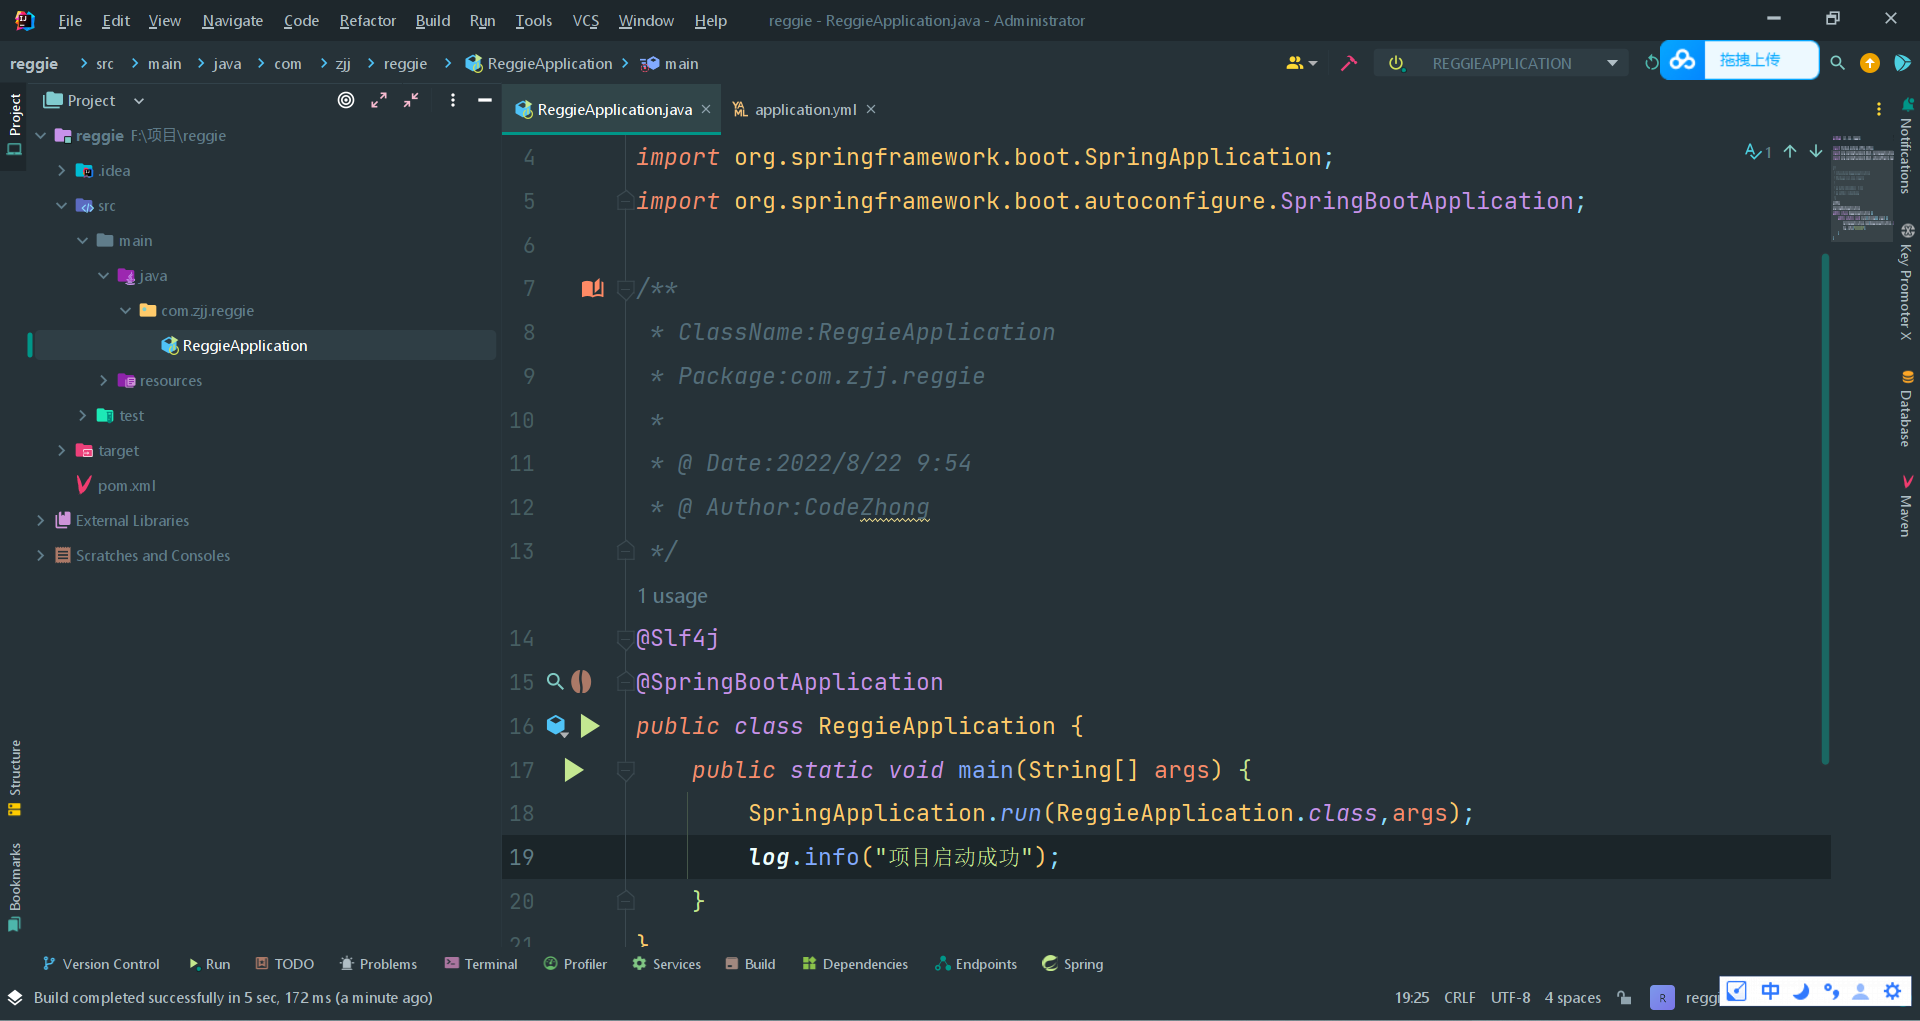 File Edit View Navigate Code Refactor Build Run Tools VCS Window Help reggie - ReggieApplication.java - Administrator
reggie src main java com zjj reggie ReggieApplication main REGGIEAPPLICATION 拖拽上传
Project
Project
ReggieApplication.java application.yml
reggie F:\项目\reggie
.idea
src
main
java
com.zjj.reggie
ReggieApplication
resources
test
target
pom.xml
External Libraries
Scratches and Consoles
Structure
Bookmarks
4 import org.springframework.boot.SpringApplication;
5 import org.springframework.boot.autoconfigure.SpringBootApplication;
6
7 /**
8 * ClassName:ReggieApplication
9 * Package:com.zjj.reggie
10 *
11 * @ Date:2022/8/22 9:54
12 * @ Author:CodeZhong
13 */
1 usage
14 @Slf4j
15 @SpringBootApplication
16 public class ReggieApplication {
17 public static void main(String[] args) {
18 SpringApplication.run(ReggieApplication.class,args);
19 log.info("项目启动成功");
20 }
21 }
1
Notifications
Key Promoter X
Database
Maven
Version Control Run TODO Problems Terminal Profiler Services Build Dependencies Endpoints Spring
Build completed successfully in 5 sec, 172 ms (a minute ago) 19:25 CRLF UTF-8 4 spaces R reggi 中